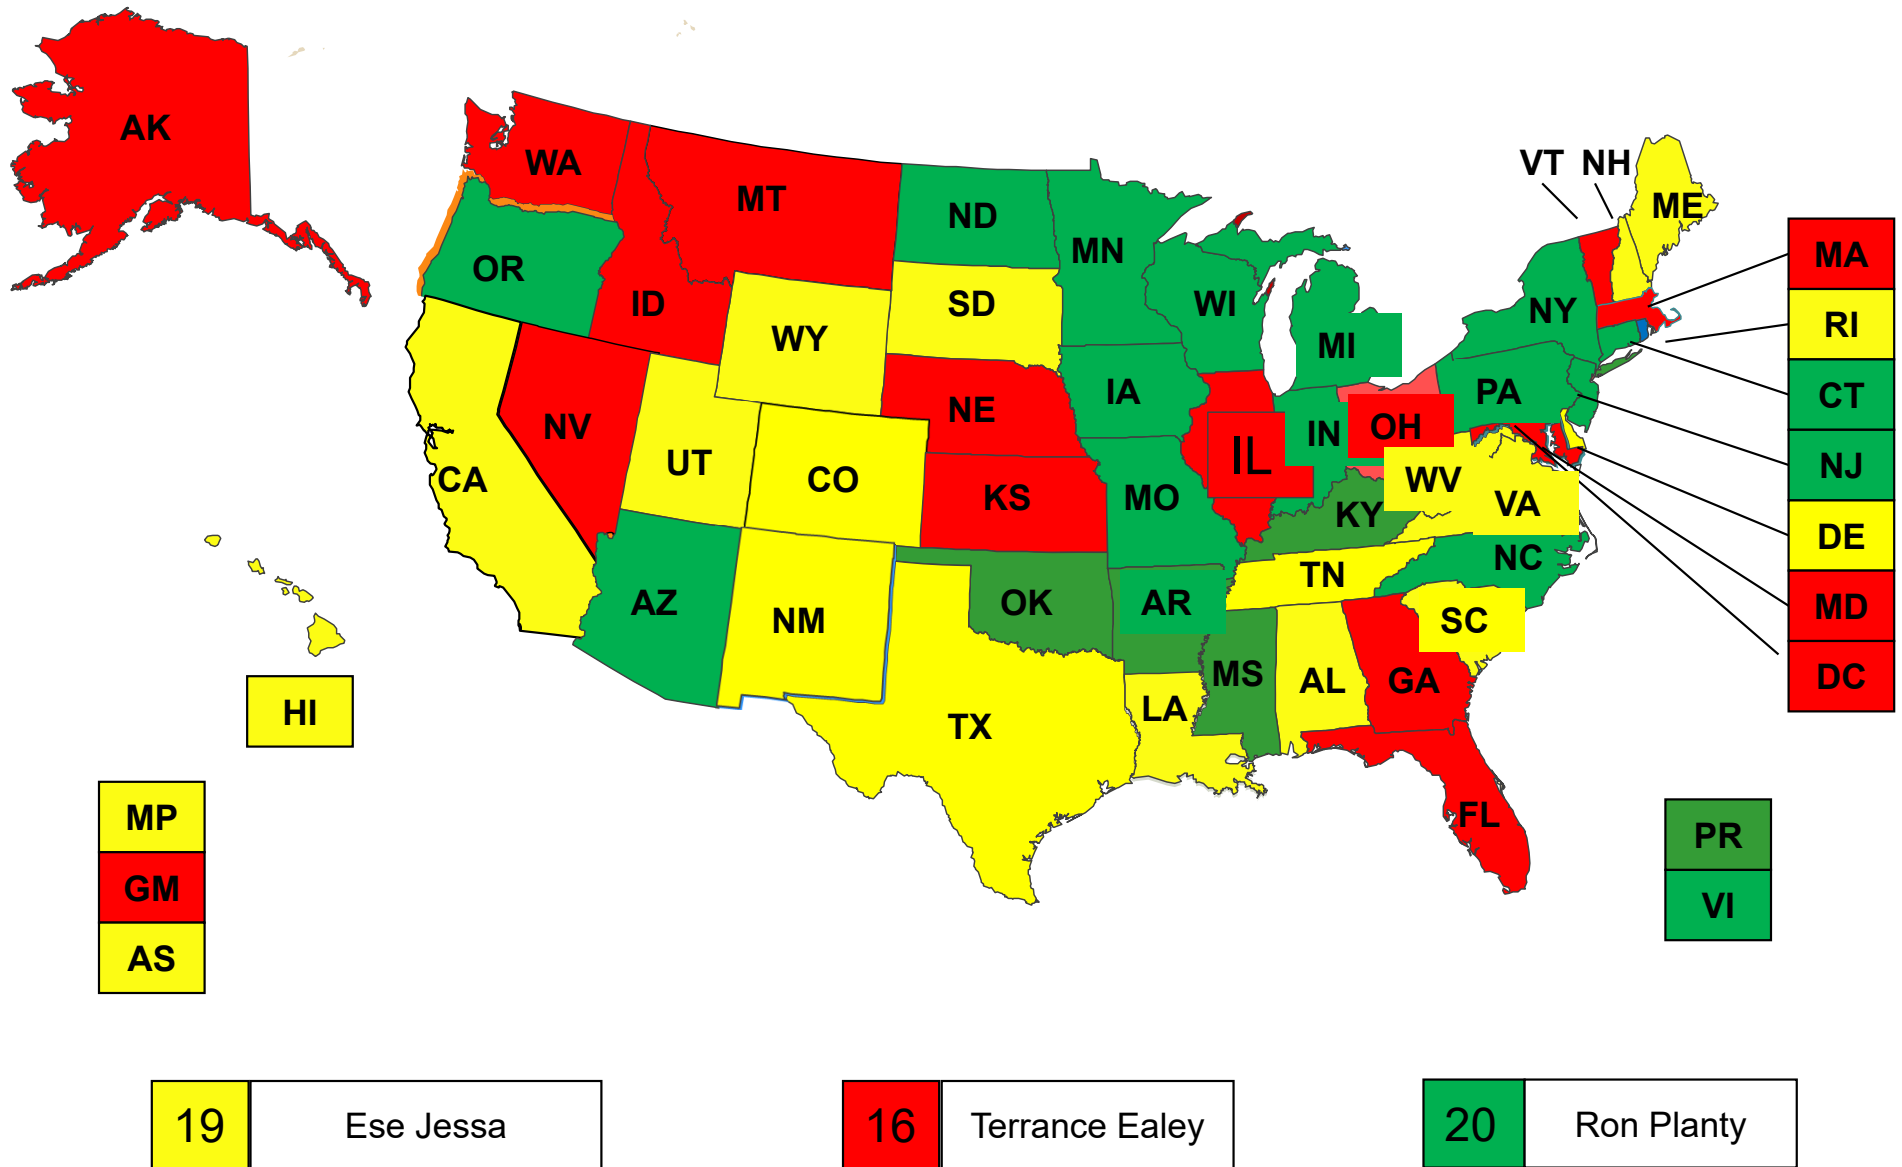 AK
WA
MT
ND
MN
VT NH
ME
OR
ID
SD
WI
MI
NY
MA
RI
WY
NE
IA
PA
CT
NV
UT
CO
IL
IN
OH
NJ
CA
KS
MO
KY
WV
VA
DE
AZ
NM
OK
AR
TN
NC
SC
MD
DC
TX
LA
MS
AL
GA
FL
HI
MP
GM
AS
PR
VI
19 Ese Jessa
16 Terrance Ealey
20 Ron Planty